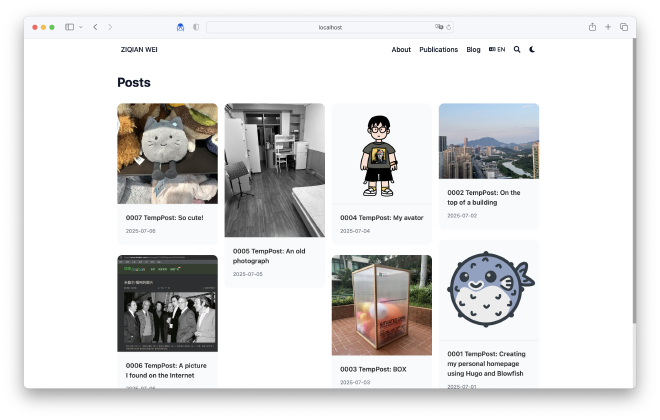 localhost
ZIQIAN WEI
About
Publications
Blog
EN
Posts
0007 TempPost: So cute!
2025-07-08
0006 TempPost: A picture
I found on the Internet
2025-07-06
0005 TempPost: An old
photograph
2025-07-05
0004 TempPost: My avator
2025-07-04
0003 TempPost: BOX
2025-07-03
0002 TempPost: On the
top of a building
2025-07-02
0001 TempPost: Creating
my personal homepage
using Hugo and Blowfish
2025-07-01